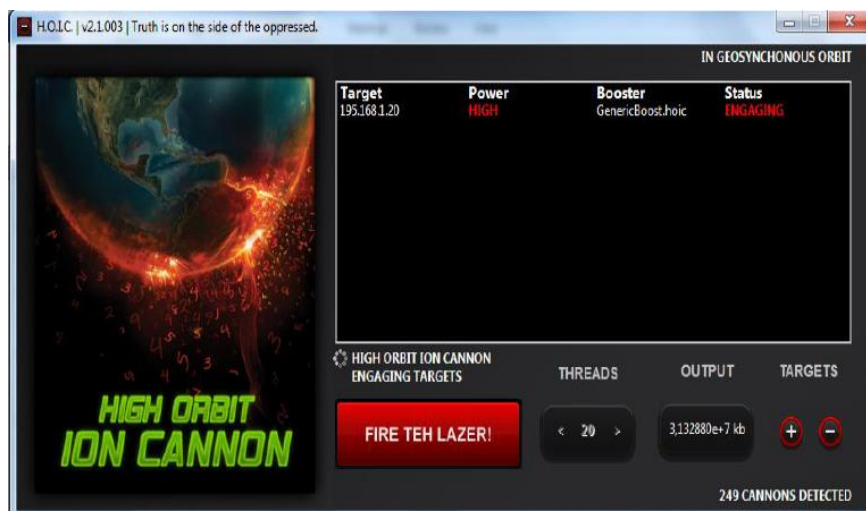 H.O.I.C. | v2.1.003 | Truth is on the side of the oppressed.
IN GEOSYNCHONOUS ORBIT
Target Power Booster Status
195.168.1.20 HIGH GenericBoost.hoic ENGAGING
HIGH ORBIT ION CANNON
ENGAGING TARGETS
THREADS OUTPUT TARGETS
FIRE TEH LAZER!
< 20 >
3,132880e+7 kb
+ −
HIGH ORBIT
ION CANNON
249 CANNONS DETECTED